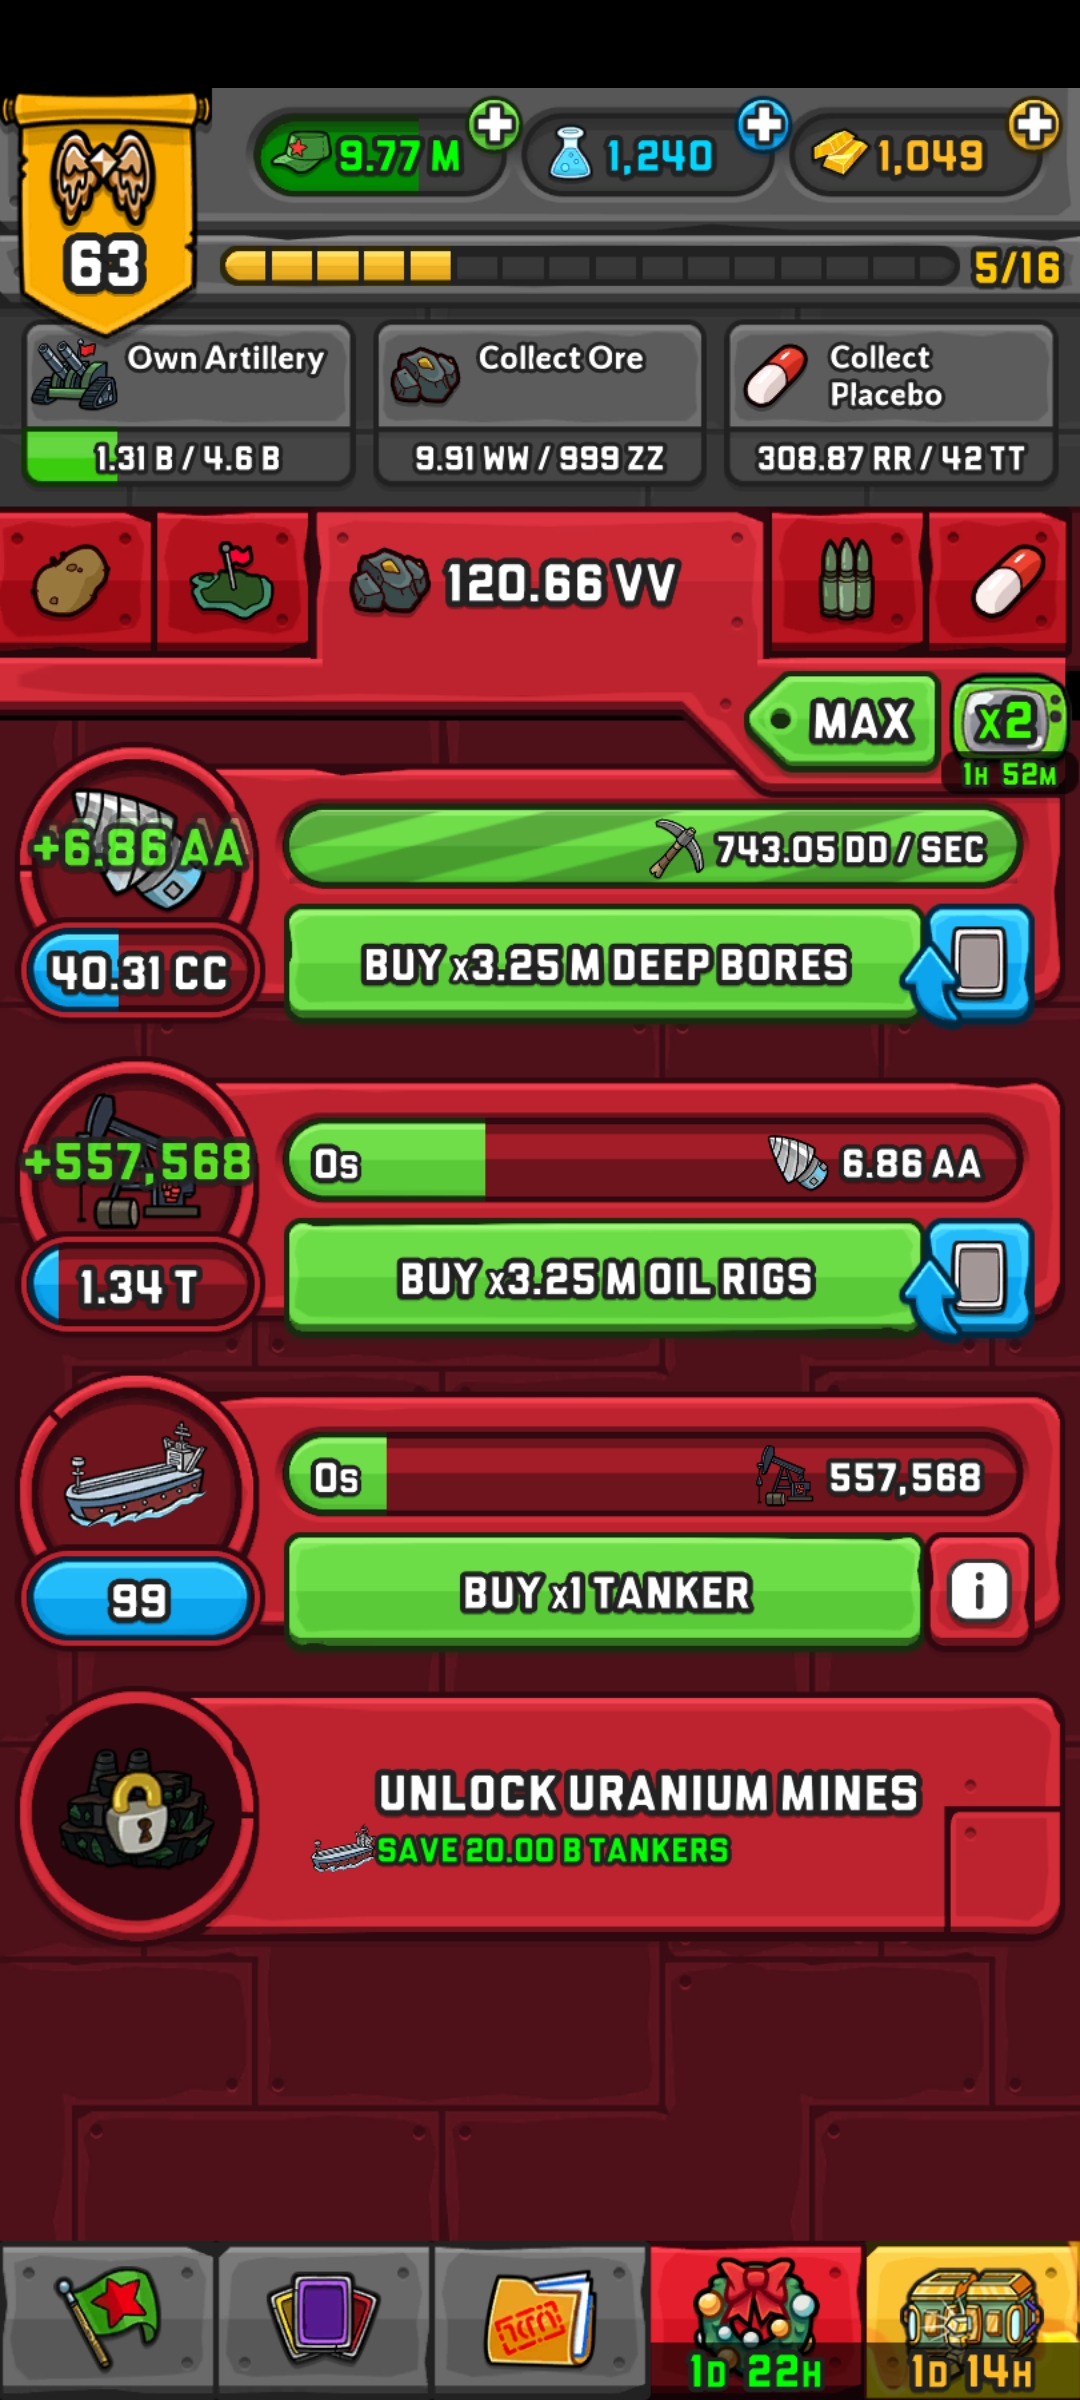 9.77 M
1,240
1,049
63
5/16
Own Artillery
1.31 B / 4.6 B
Collect Ore
9.91 WW / 999 ZZ
Collect
Placebo
308.87 RR / 42 TT
120.66 VV
MAX
x2
1H 52M
+6.86 AA
743.05 DD / SEC
40.31 CC
BUY x3.25 M DEEP BORES
+557,568
0s
6.86 AA
1.34 T
BUY x3.25 M OIL RIGS
0s
557,568
99
BUY x1 TANKER
i
UNLOCK URANIUM MINES
SAVE 20.00 B TANKERS
1D 22H
1D 14H